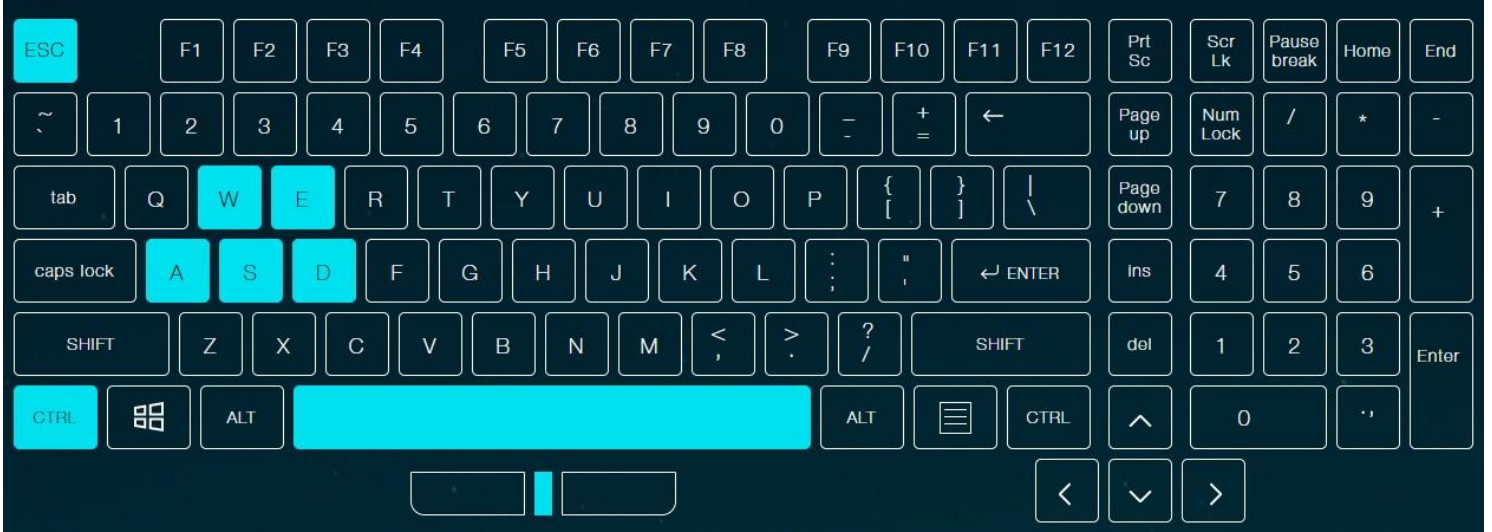 ESC F1 F2 F3 F4 F5 F6 F7 F8 F9 F10 F11 F12 Prt Sc Scr Lk Pause break Home End
~ ` 1 2 3 4 5 6 7 8 9 0 _ - + = ← Page up Num Lock / * -
tab Q W E R T Y U I O P { [ } ] | \ Page down 7 8 9 +
caps lock A S D F G H J K L : ; " ' ↵ ENTER ins 4 5 6
SHIFT Z X C V B N M < , > . ? / SHIFT del 1 2 3 Enter
CTRL ALT ALT CTRL 0 . ,